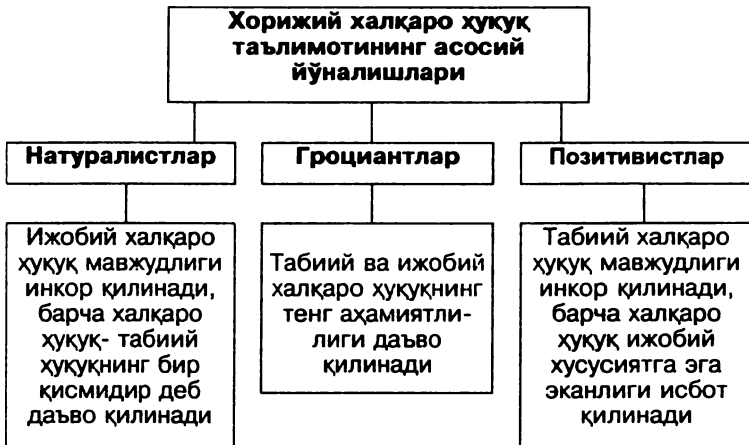 Хорижий халқаро ҳуқуқ
таълимотининг асосий
йўналишлари
Натуралистлар
Гроциантлар
Позитивистлар
Ижобий халқаро
ҳуқуқ мавжудлиги
инкор қилинади,
барча халқаро
ҳуқуқ- табиий
ҳуқуқнинг бир
қисмидир деб
даъво қилинади
Табиий ва ижобий
халқаро ҳуқуқнинг
тенг аҳамиятли-
лиги даъво
қилинади
Табиий халқаро
ҳуқуқ мавжудлиги
инкор қилинади,
барча халқаро
ҳуқуқ ижобий
хусусиятга эга
эканлиги исбот
қилинади